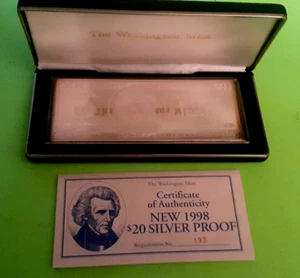 The Washington Mint
The Washington Mint
Certificate
of Authenticity
NEW 1998
$20 SILVER PROOF
Registration No. 193